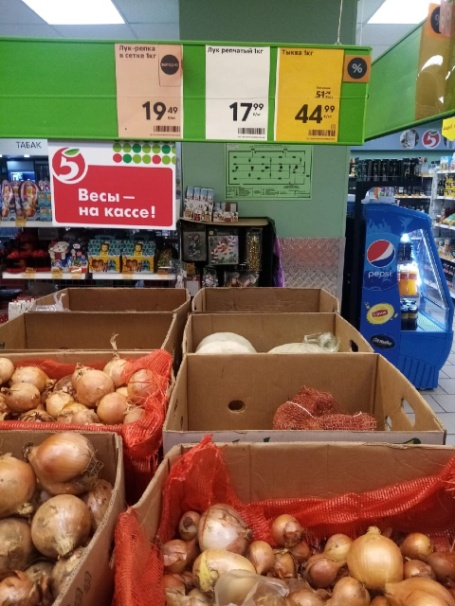 Лук-репка
в сетке 1кг
19 49
Лук репчатый 1кг
17 99
Тыква 1кг
%
44 99
ТАБАК
5
Весы —
на кассе!
5
pepsi
Lipton